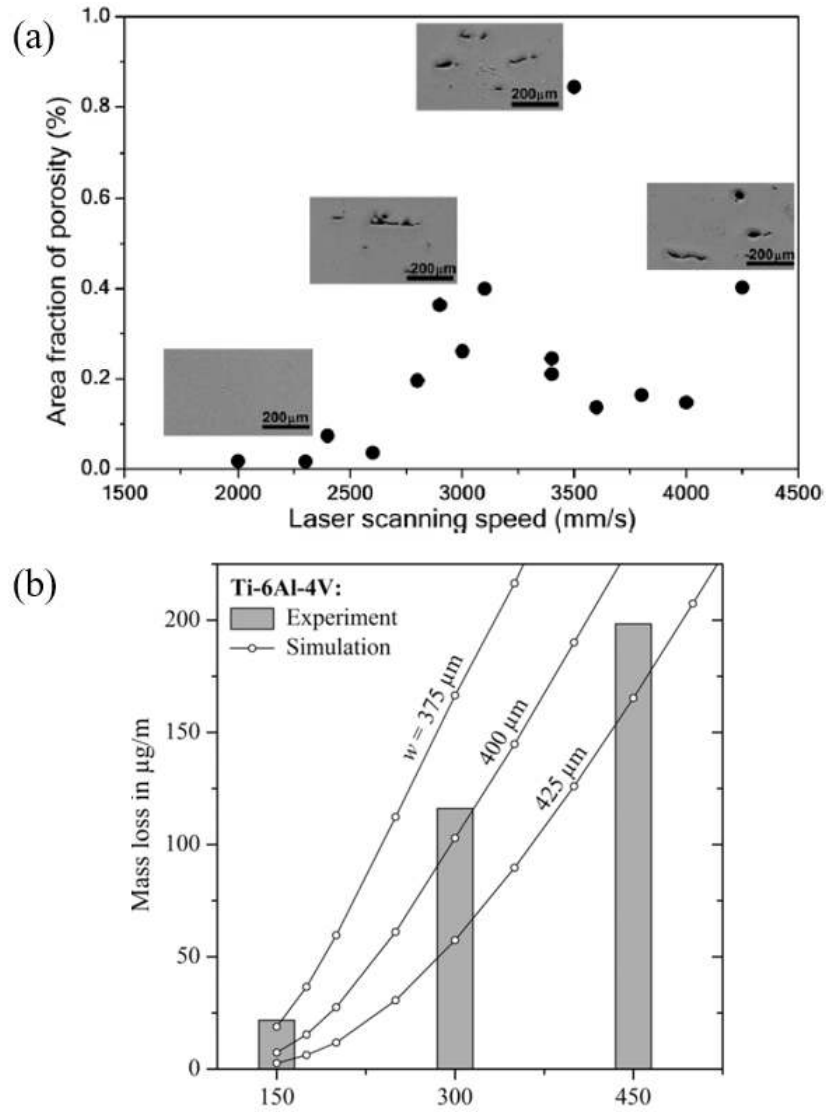 (a)
1.0
0.8
0.6
0.4
0.2
0.0
Area fraction of porosity (%)
200μm
200μm
200μm
200μm
1500 2000 2500 3000 3500 4000 4500
Laser scanning speed (mm/s)
(b)
Ti-6Al-4V:
Experiment
Simulation
w = 375 μm
400 μm
425 μm
200
150
100
50
0
Mass loss in μg/m
150 300 450